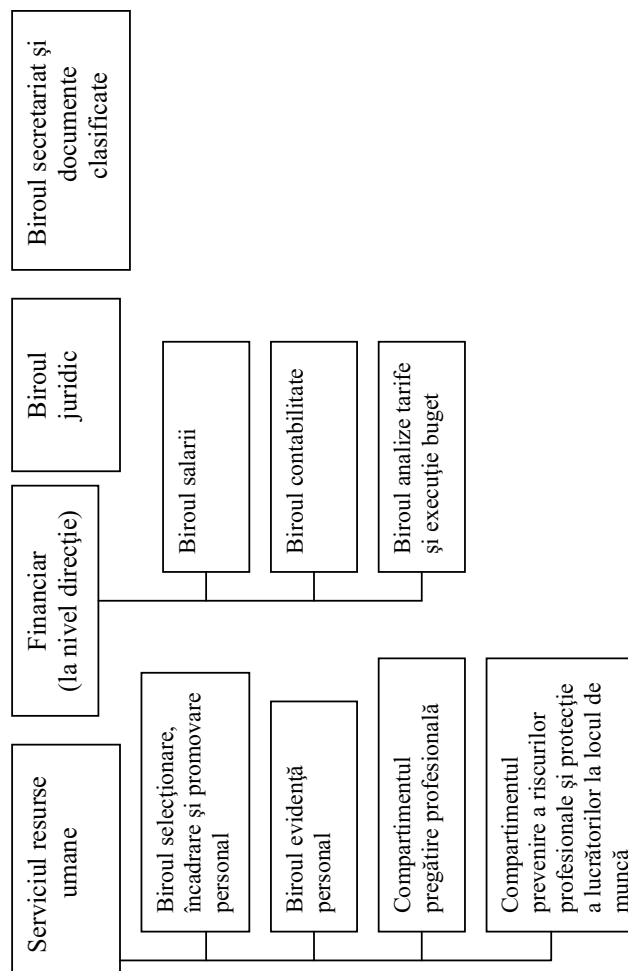 Serviciul resurse
umane
Biroul selecţionare,
încadrare şi promovare
personal
Biroul evidenţă
personal
Compartimentul
pregătire profesională
Compartimentul
prevenire a riscurilor
profesionale şi protecţie
a lucrătorilor la locul de
muncă
Financiar
(la nivel direcţie)
Biroul salarii
Biroul contabilitate
Biroul analize tarife
şi execuţie buget
Biroul
juridic
Biroul secretariat şi
documente
clasificate